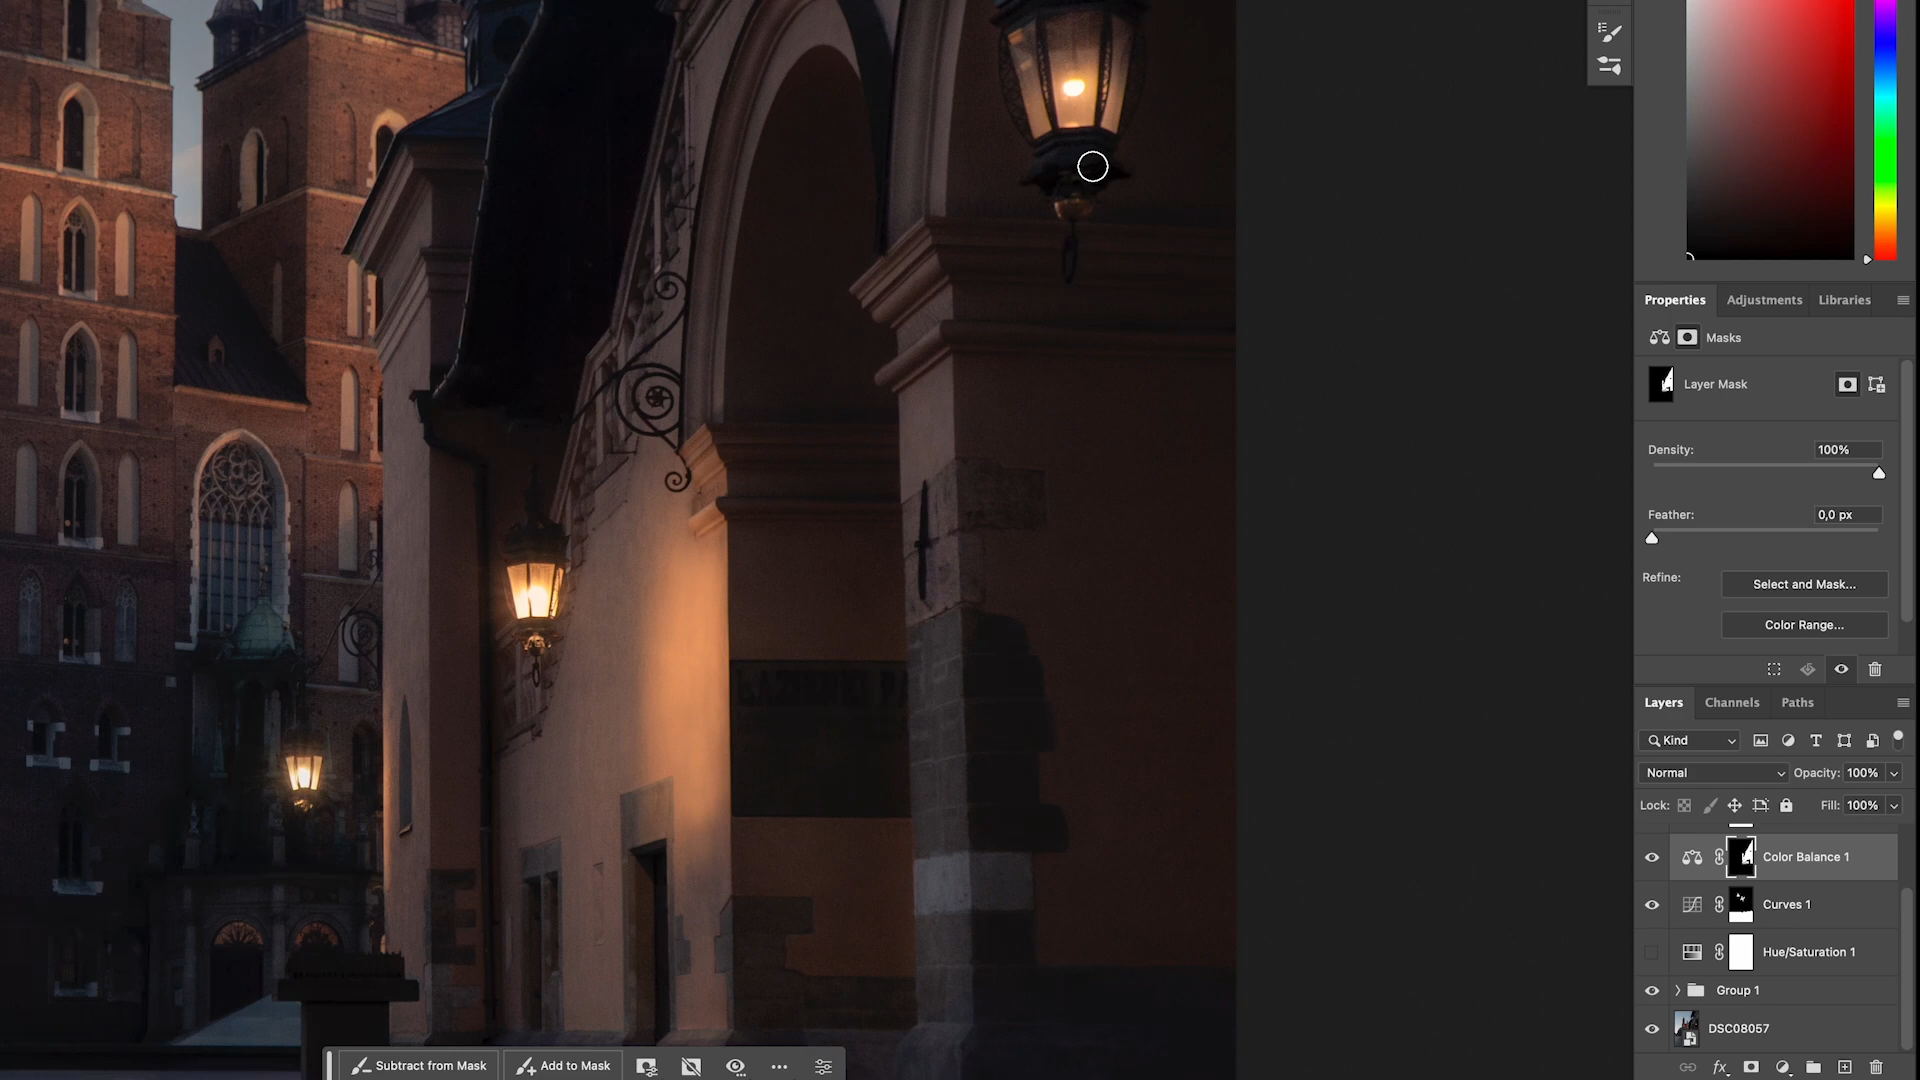 Properties
Adjustments
Libraries
Masks
Layer Mask
Density:
100%
Feather:
0,0 px
Refine:
Select and Mask...
Color Range...
Layers
Channels
Paths
Kind
Normal
Opacity:
100%
Lock:
Fill:
100%
Color Balance 1
Curves 1
Hue/Saturation 1
Group 1
DSC08057
fx
Subtract from Mask
Add to Mask